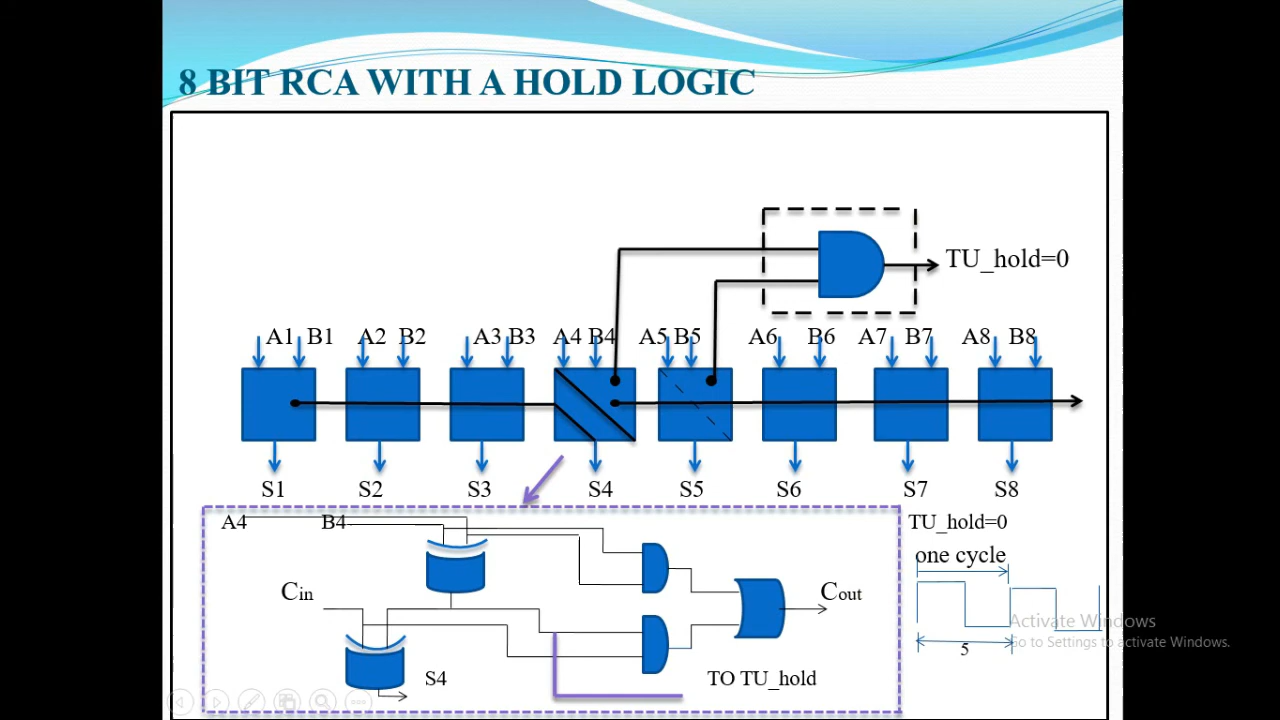 8 BIT RCA WITH A HOLD LOGIC
TU_hold=0
A1 B1 A2 B2 A3 B3 A4 B4 A5 B5 A6 B6 A7 B7 A8 B8
S1 S2 S3 S4 S5 S6 S7 S8
A4 B4 TU_hold=0
one cycle
Cin Cout
Activate Windows
Go to Settings to activate Windows.
5
S4 TO TU_hold